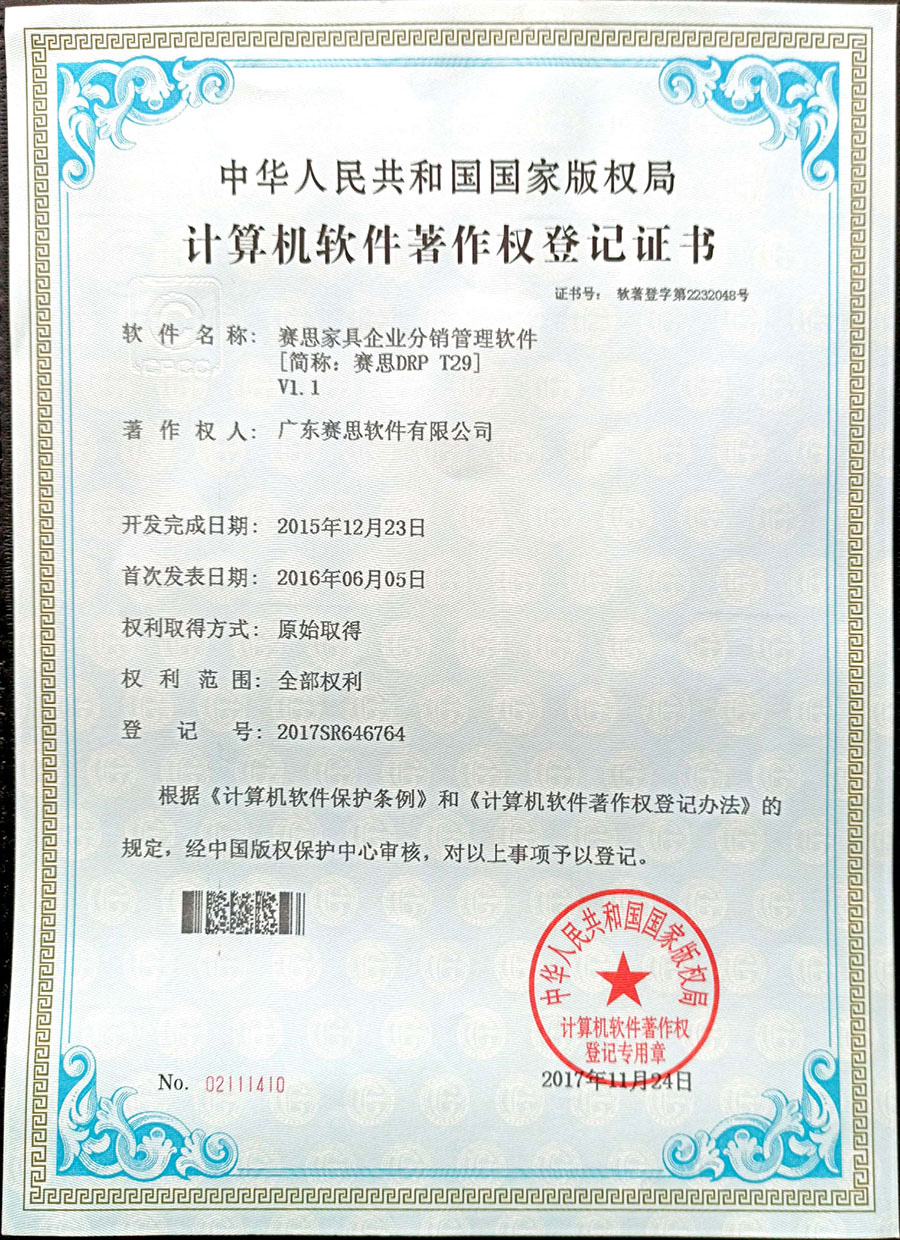 中华人民共和国国家版权局
计算机软件著作权登记证书
证书号： 软著登字第2232048号
软件名称： 赛思家具企业分销管理软件
[简称：赛思DRP T29]
V1.1
著作权人： 广东赛思软件有限公司
开发完成日期： 2015年12月23日
首次发表日期： 2016年06月05日
权利取得方式： 原始取得
权利范围： 全部权利
登记号： 2017SR646764
根据《计算机软件保护条例》和《计算机软件著作权登记办法》的
规定，经中国版权保护中心审核，对以上事项予以登记。
中华人民共和国国家版权局
计算机软件著作权
登记专用章
No. 02111410
2017年11月24日